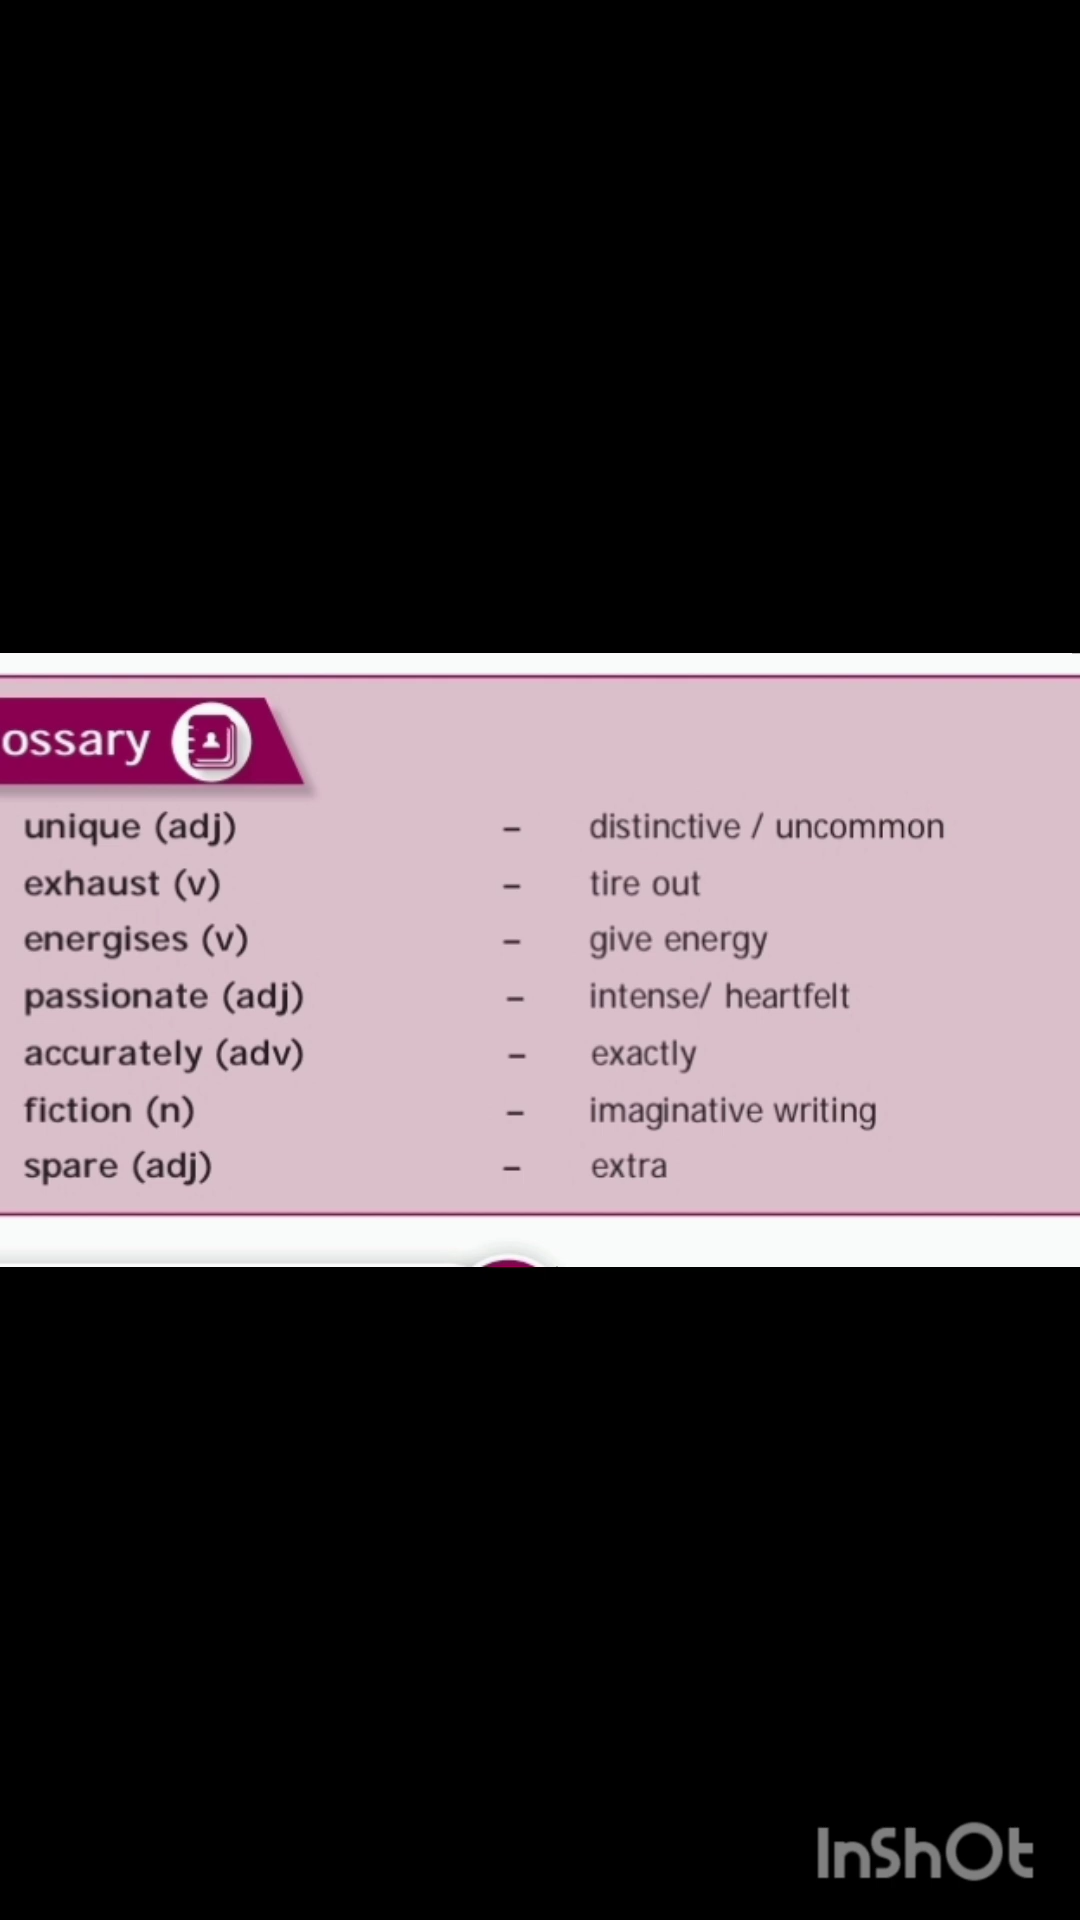 ossary
unique (adj) – distinctive / uncommon
exhaust (v) – tire out
energises (v) – give energy
passionate (adj) – intense/ heartfelt
accurately (adv) – exactly
fiction (n) – imaginative writing
spare (adj) – extra
InShOt